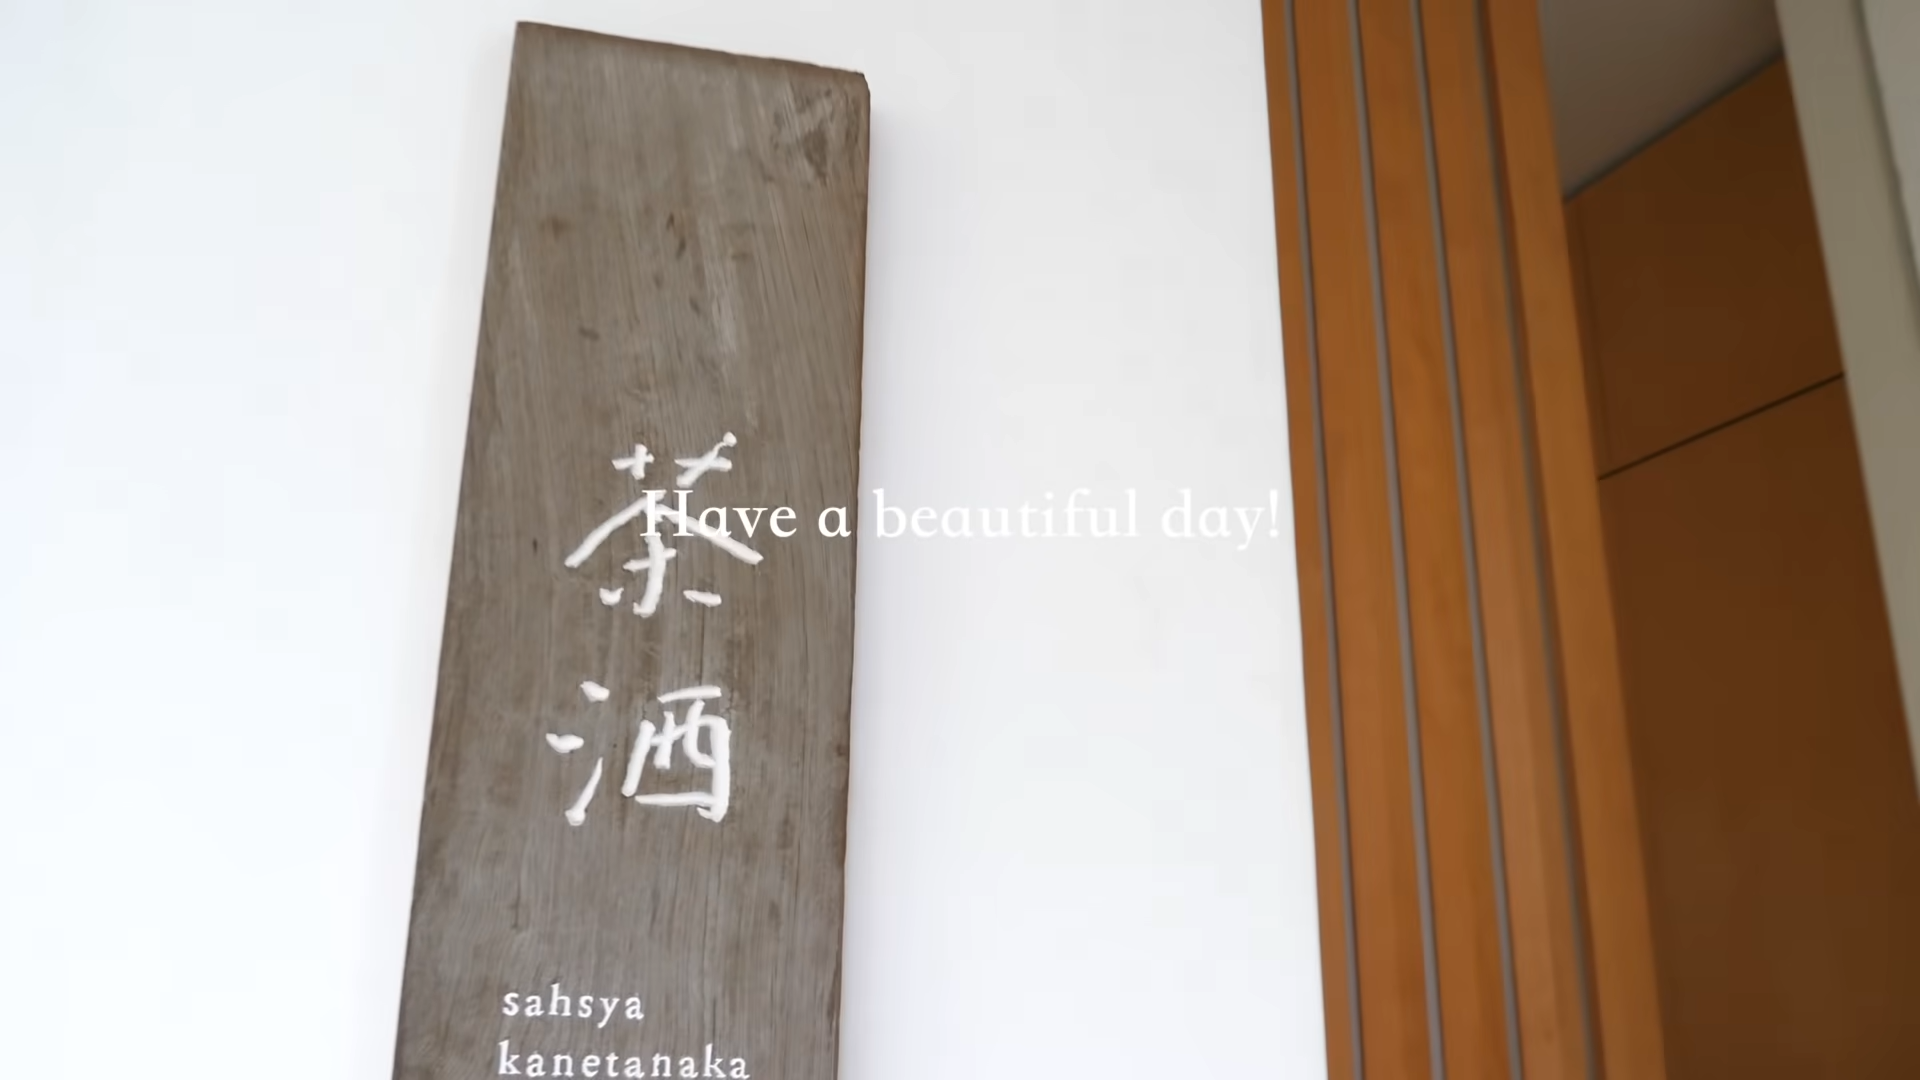 茶
酒
Have a beautiful day!
sahsya
kanetanaka